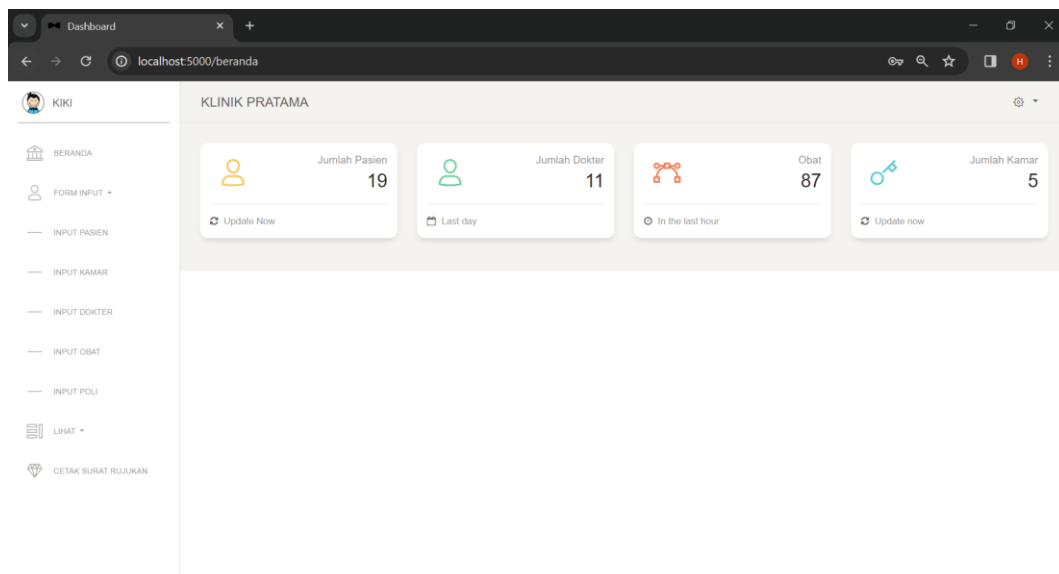 Dashboard
localhost:5000/beranda
H
KIKI
KLINIK PRATAMA
BERANDA
FORM INPUT
INPUT PASIEN
INPUT KAMAR
INPUT DOKTER
INPUT OBAT
INPUT POLI
LIHAT
CETAK SURAT RUJUKAN
Jumlah Pasien
19
Update Now
Jumlah Dokter
11
Last day
Obat
87
In the last hour
Jumlah Kamar
5
Update now